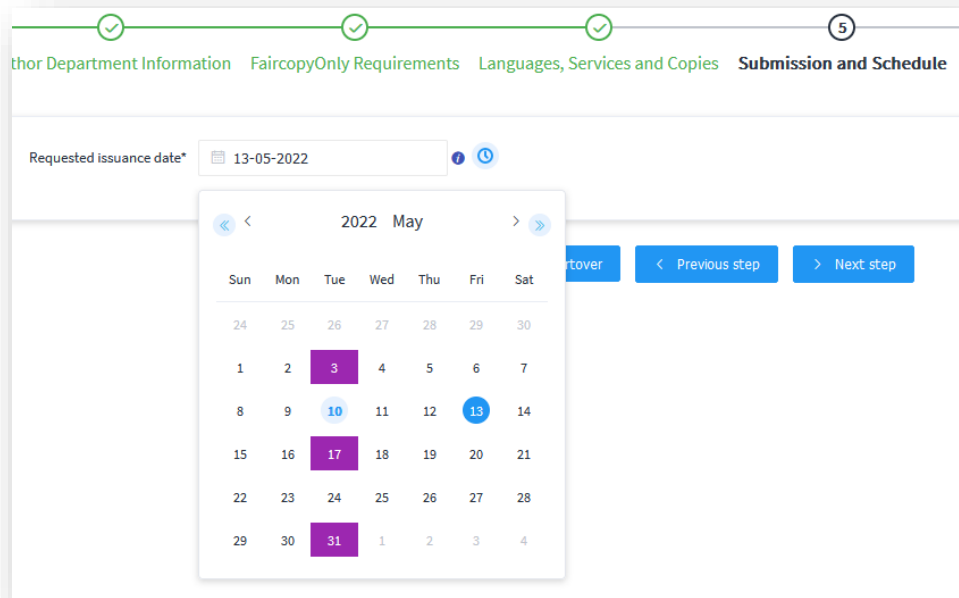 5
thor Department Information FaircopyOnly Requirements Languages, Services and Copies Submission and Schedule
Requested issuance date* 13-05-2022 i
« < 2022 May > »
rtover < Previous step > Next step
Sun Mon Tue Wed Thu Fri Sat
24 25 26 27 28 29 30
1 2 3 4 5 6 7
8 9 10 11 12 13 14
15 16 17 18 19 20 21
22 23 24 25 26 27 28
29 30 31 1 2 3 4